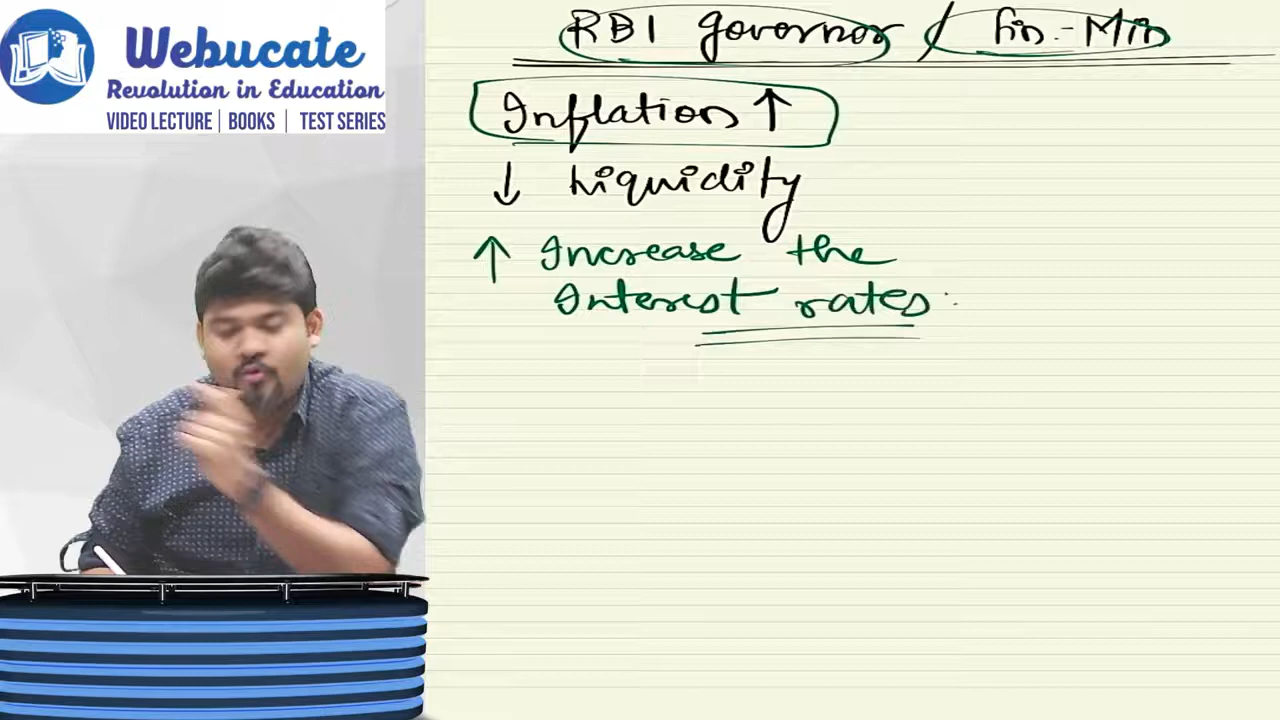 Webucate
Revolution in Education
VIDEO LECTURE | BOOKS | TEST SERIES
RBI governor / Fin.-Min
Inflation ↑
↓ Liquidity
↑ Increase the
Interest rates.